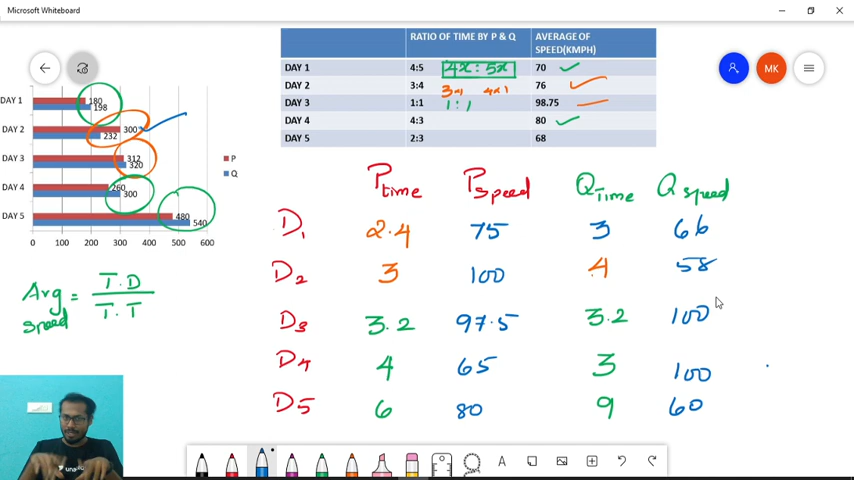 Microsoft Whiteboard
RATIO OF TIME BY P & Q
AVERAGE OF SPEED(KMPH)
DAY 1 4:5 4x : 5x 70
DAY 2 3:4 76
DAY 3 1:1 1 : 1 98.75
DAY 4 4:3 80
DAY 5 2:3 68
MK
DAY 1 180
198
DAY 2 300
232
DAY 3 312
320
DAY 4 260
300
DAY 5 480
540
0 100 200 300 400 500 600
P
Q
Ptime Pspeed QTime Qspeed
D1 2.4 75 3 66
D2 3 100 4 58
D3 3.2 97.5 3.2 100
D4 4 65 3 100
D5 6 80 9 60
Avg speed = T.D
T.T
A